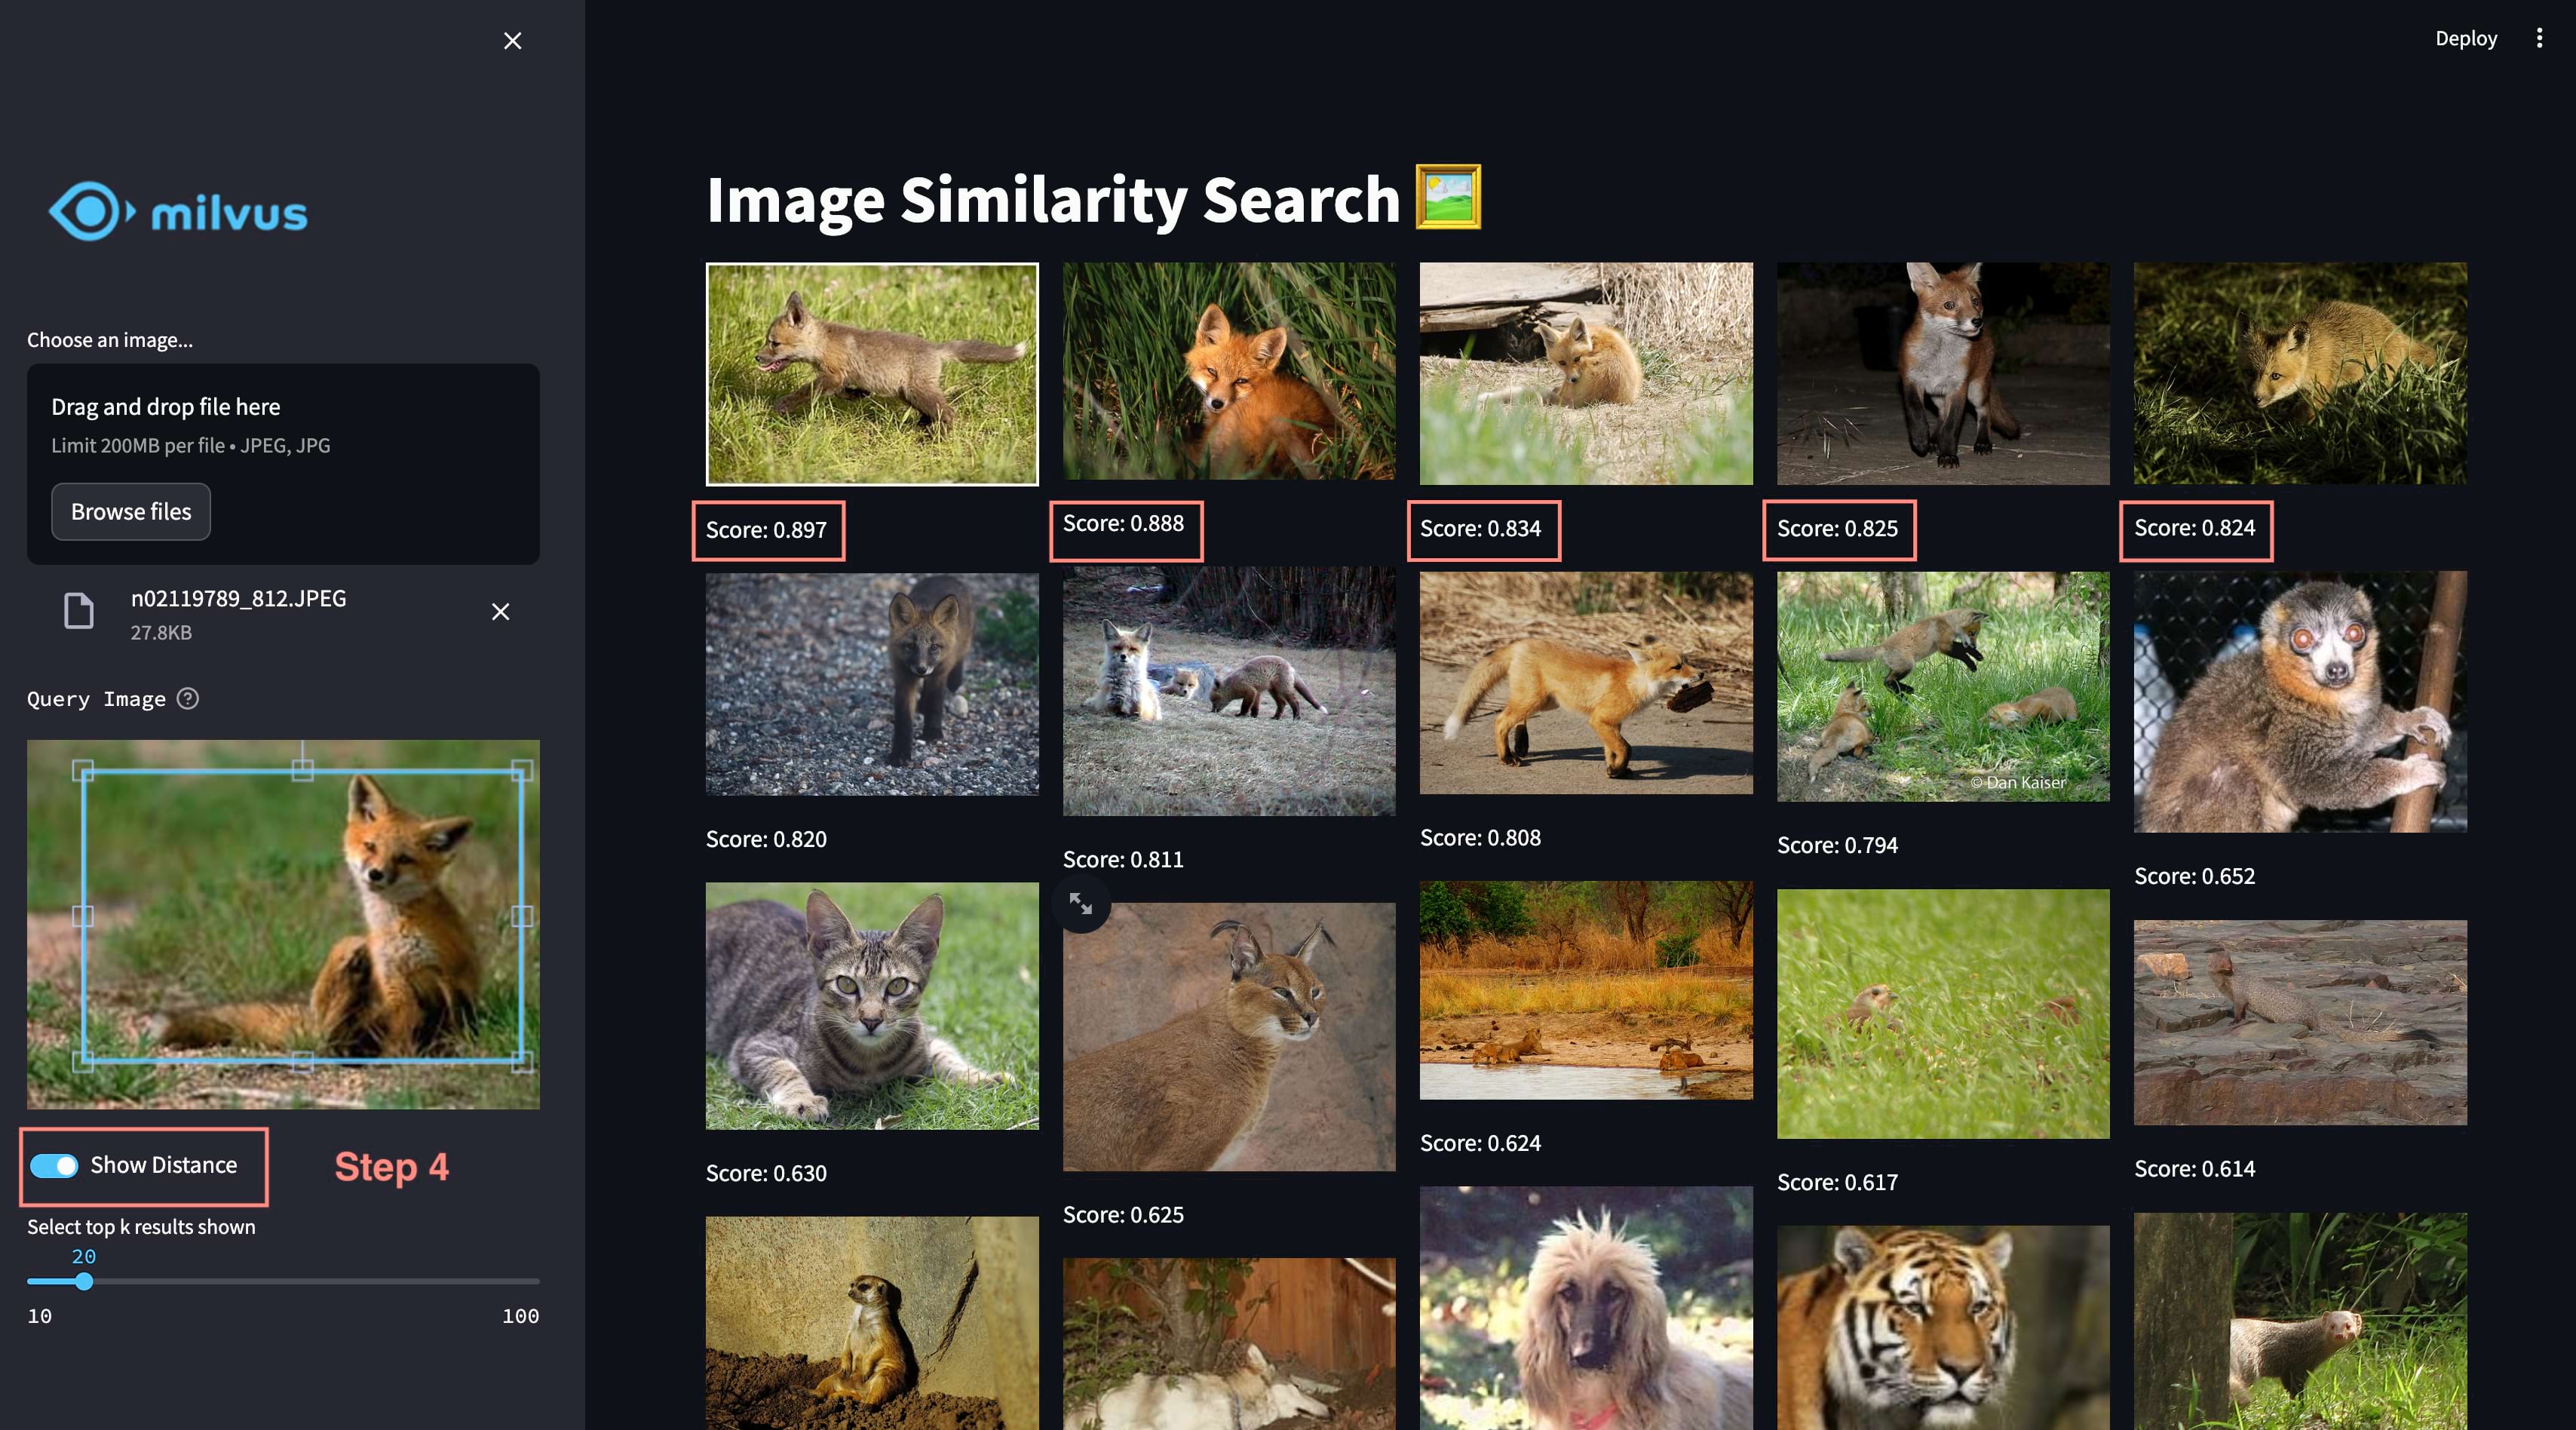 Deploy
milvus
Choose an image...
Drag and drop file here
Limit 200MB per file • JPEG, JPG
Browse files
n02119789_812.JPEG
27.8KB
Query Image
Show Distance
Step 4
Select top k results shown
20
10 100
Image Similarity Search
Score: 0.897
Score: 0.888
Score: 0.834
Score: 0.825
Score: 0.824
© Dan Kaiser
Score: 0.820
Score: 0.811
Score: 0.808
Score: 0.794
Score: 0.652
Score: 0.630
Score: 0.625
Score: 0.624
Score: 0.617
Score: 0.614